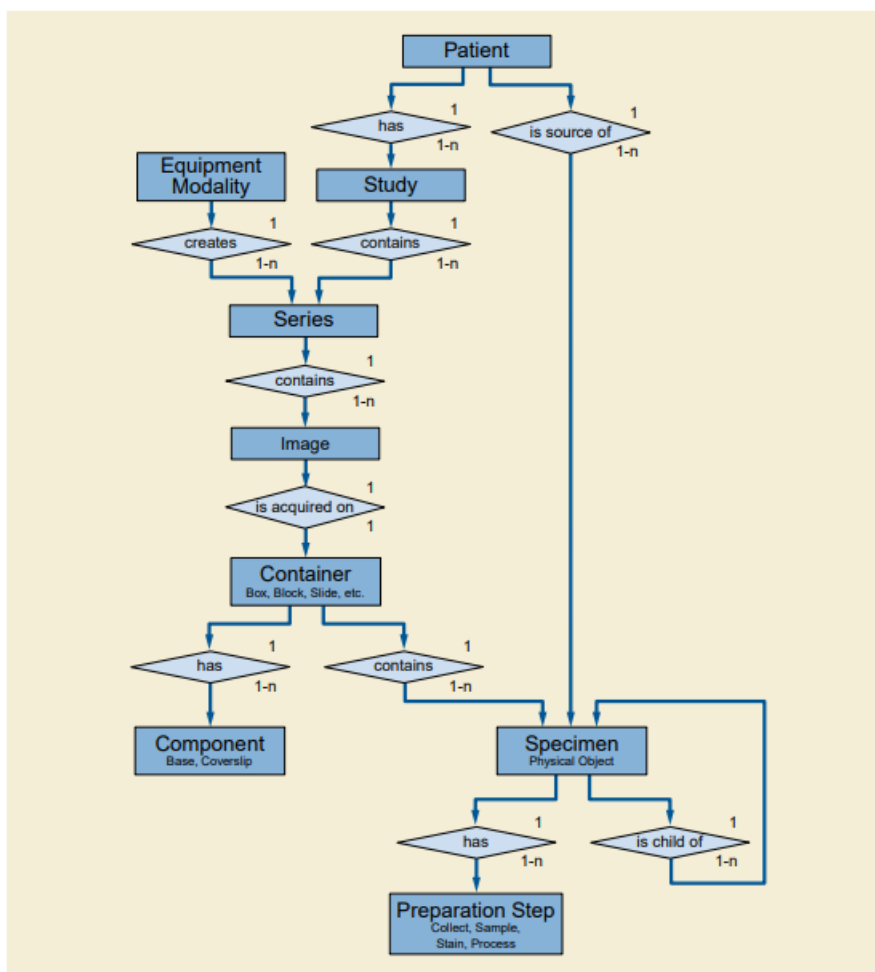 Patient
1
has
1-n
1
is source of
1-n
Equipment
Modality
Study
1
creates
1-n
1
contains
1-n
Series
1
contains
1-n
Image
1
is acquired on
1
Container
Box, Block, Slide, etc.
1
has
1-n
1
contains
1-n
Component
Base, Coverslip
Specimen
Physical Object
1
has
1-n
1
is child of
1-n
Preparation Step
Collect, Sample,
Stain, Process